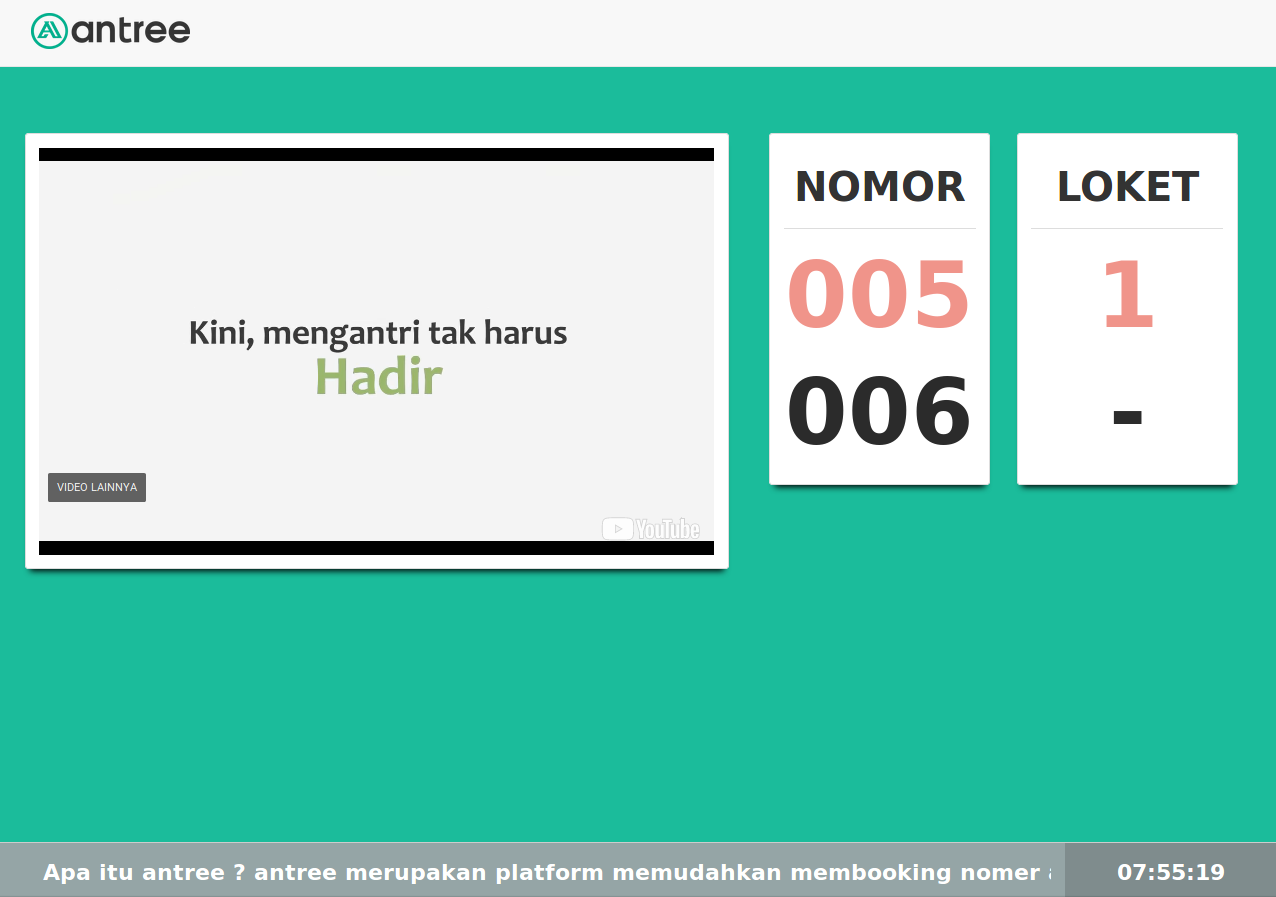 antree
Kini, mengantri tak harus
Hadir
VIDEO LAINNYA
YouTube
NOMOR
005
006
LOKET
1
-
Apa itu antree ? antree merupakan platform memudahkan membooking nomer
07:55:19